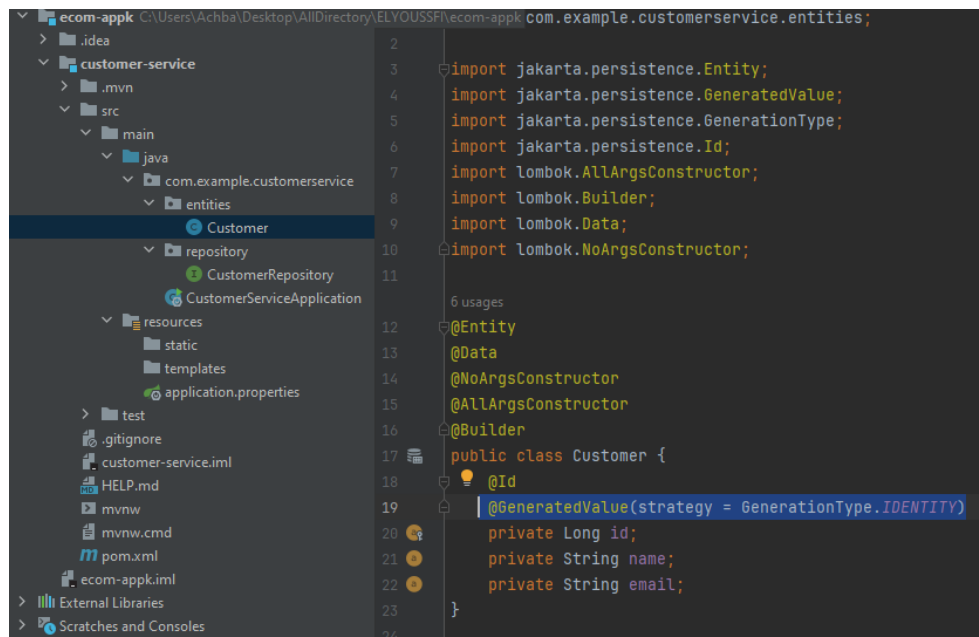 ecom-appk C:\Users\Achba\Desktop\AllDirectory\ELYOUSSFI\ecom-appk
.idea
customer-service
.mvn
src
main
java
com.example.customerservice
entities
Customer
repository
CustomerRepository
CustomerServiceApplication
resources
static
templates
application.properties
test
.gitignore
customer-service.iml
HELP.md
mvnw
mvnw.cmd
pom.xml
ecom-appk.iml
External Libraries
Scratches and Consoles
com.example.customerservice.entities;
2
3 import jakarta.persistence.Entity;
4 import jakarta.persistence.GeneratedValue;
5 import jakarta.persistence.GenerationType;
6 import jakarta.persistence.Id;
7 import lombok.AllArgsConstructor;
8 import lombok.Builder;
9 import lombok.Data;
10 import lombok.NoArgsConstructor;
11
6 usages
12 @Entity
13 @Data
14 @NoArgsConstructor
15 @AllArgsConstructor
16 @Builder
17 public class Customer {
18 @Id
19 @GeneratedValue(strategy = GenerationType.IDENTITY)
20 private Long id;
21 private String name;
22 private String email;
23 }
24